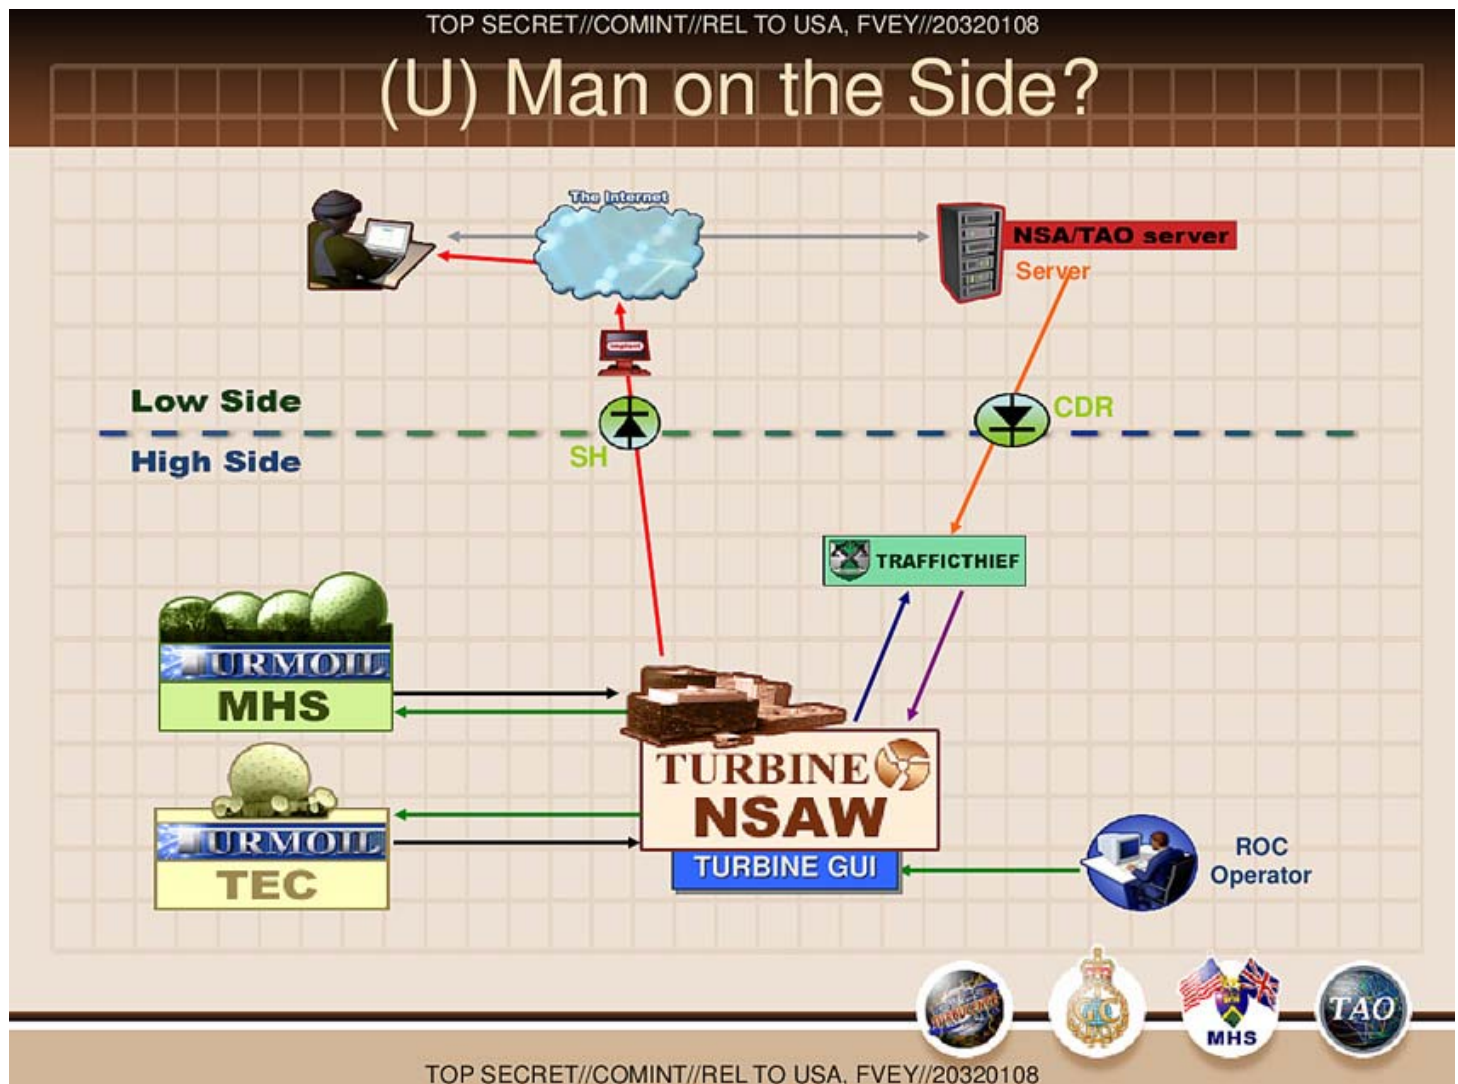 TOP SECRET//COMINT//REL TO USA, FVEY//20320108
(U) Man on the Side?
The Internet
NSA/TAO server
Server
implant
Low Side
CDR
High Side
SH
TRAFFICTHIEF
TURMOIL
MHS
TURBINE
NSAW
TURMOIL
TEC
TURBINE GUI
ROC
Operator
TURBULENCE
MHS
TAO
TOP SECRET//COMINT//REL TO USA, FVEY//20320108